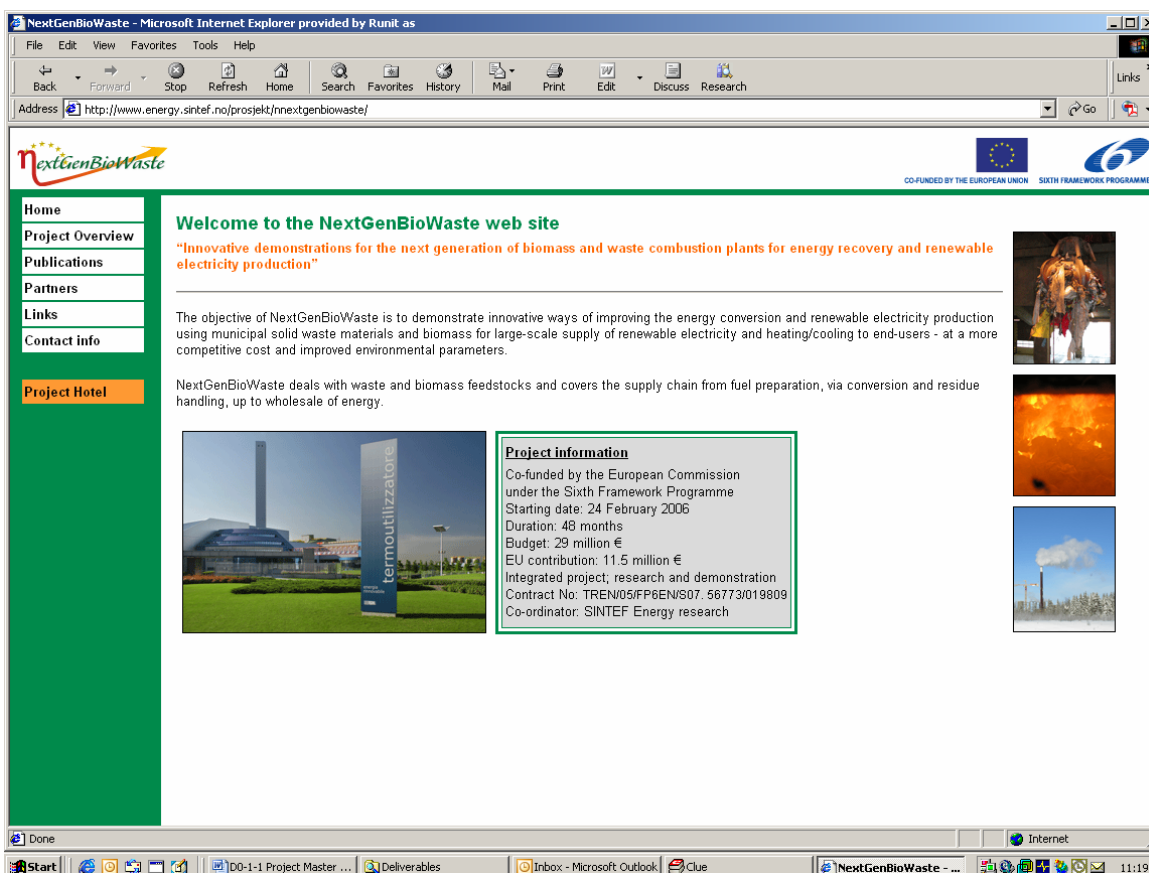 NextGenBioWaste - Microsoft Internet Explorer provided by Runit as
File Edit View Favorites Tools Help
Back Forward Stop Refresh Home Search Favorites History Mail Print Edit Discuss Research Links
Address http://www.energy.sintef.no/prosjekt/nnextgenbiowaste/ Go
nextGenBioWaste
CO-FUNDED BY THE EUROPEAN UNION SIXTH FRAMEWORK PROGRAMME
Home
Project Overview
Publications
Partners
Links
Contact info
Project Hotel
Welcome to the NextGenBioWaste web site
"Innovative demonstrations for the next generation of biomass and waste combustion plants for energy recovery and renewable
electricity production"
The objective of NextGenBioWaste is to demonstrate innovative ways of improving the energy conversion and renewable electricity production
using municipal solid waste materials and biomass for large-scale supply of renewable electricity and heating/cooling to end-users - at a more
competitive cost and improved environmental parameters.
NextGenBioWaste deals with waste and biomass feedstocks and covers the supply chain from fuel preparation, via conversion and residue
handling, up to wholesale of energy.
termoutilizzatore
Project information
Co-funded by the European Commission
under the Sixth Framework Programme
Starting date: 24 February 2006
Duration: 48 months
Budget: 29 million €
EU contribution: 11.5 million €
Integrated project; research and demonstration
Contract No: TREN/05/FP6EN/S07. 56773/019809
Co-ordinator: SINTEF Energy research
Done Internet
Start D0-1-1 Project Master ... Deliverables Inbox - Microsoft Outlook Clue NextGenBioWaste - ... 11:19